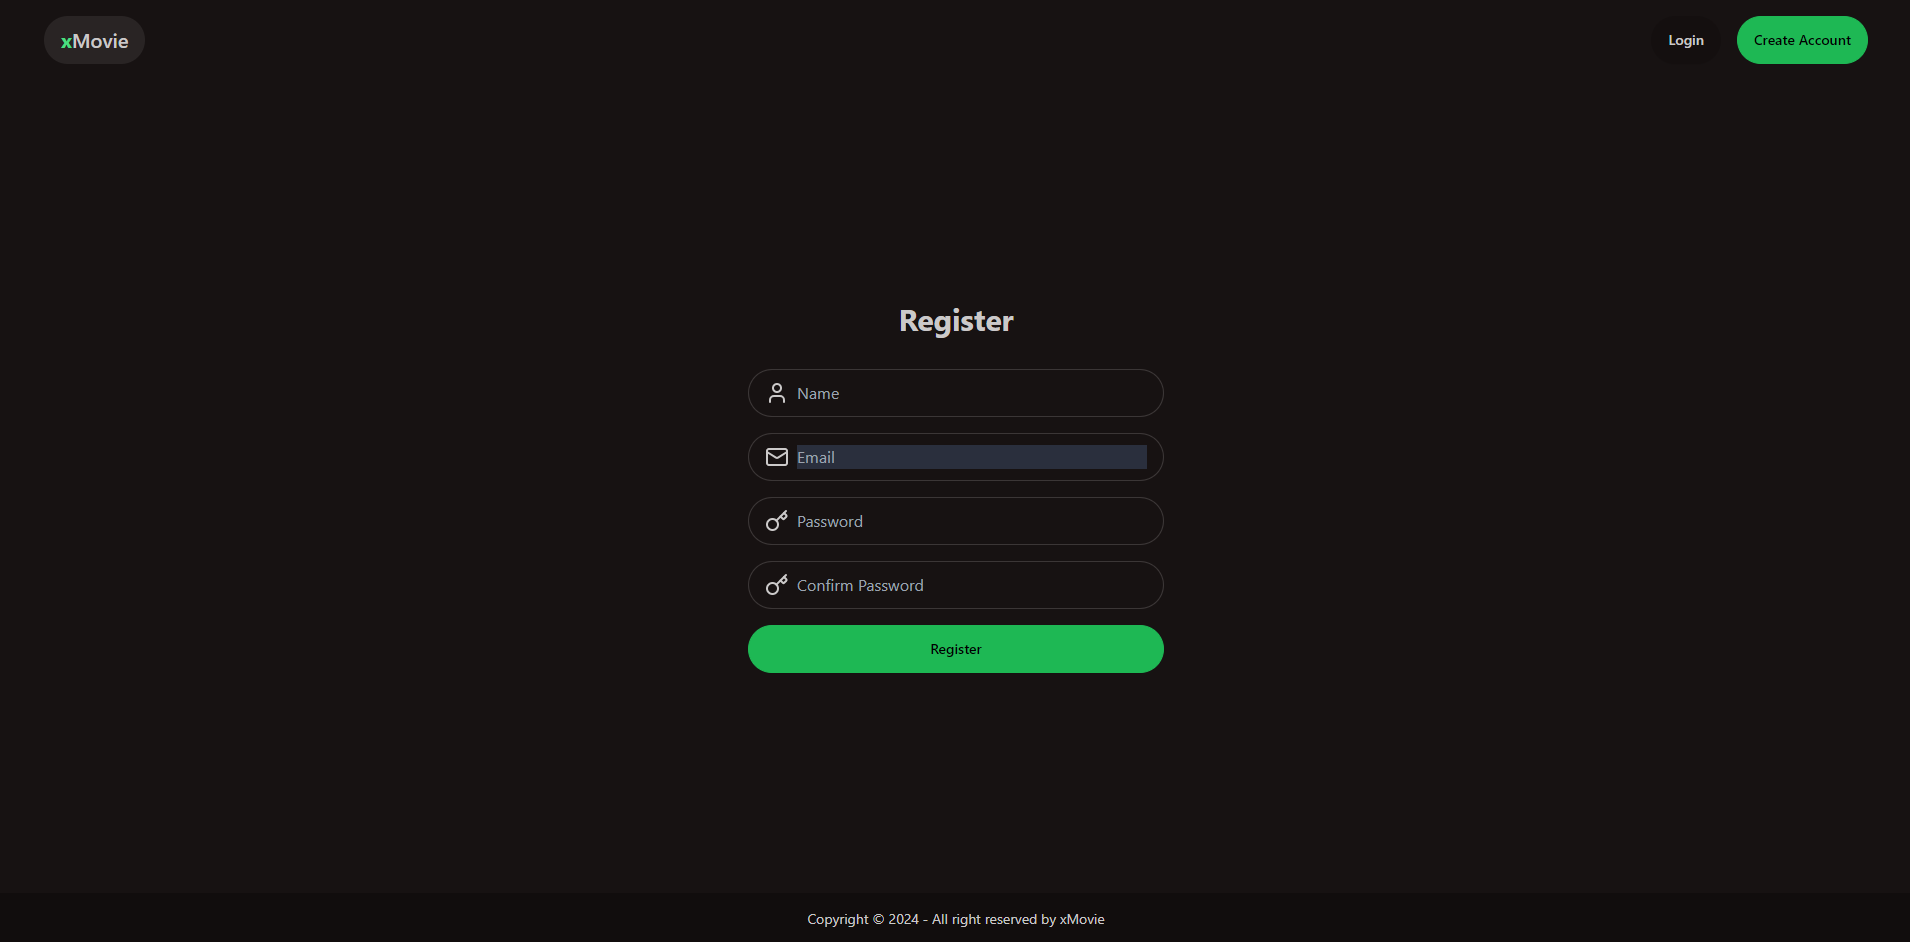 xMovie
Login
Create Account
Register
Name
Email
Password
Confirm Password
Register
Copyright © 2024 - All right reserved by xMovie